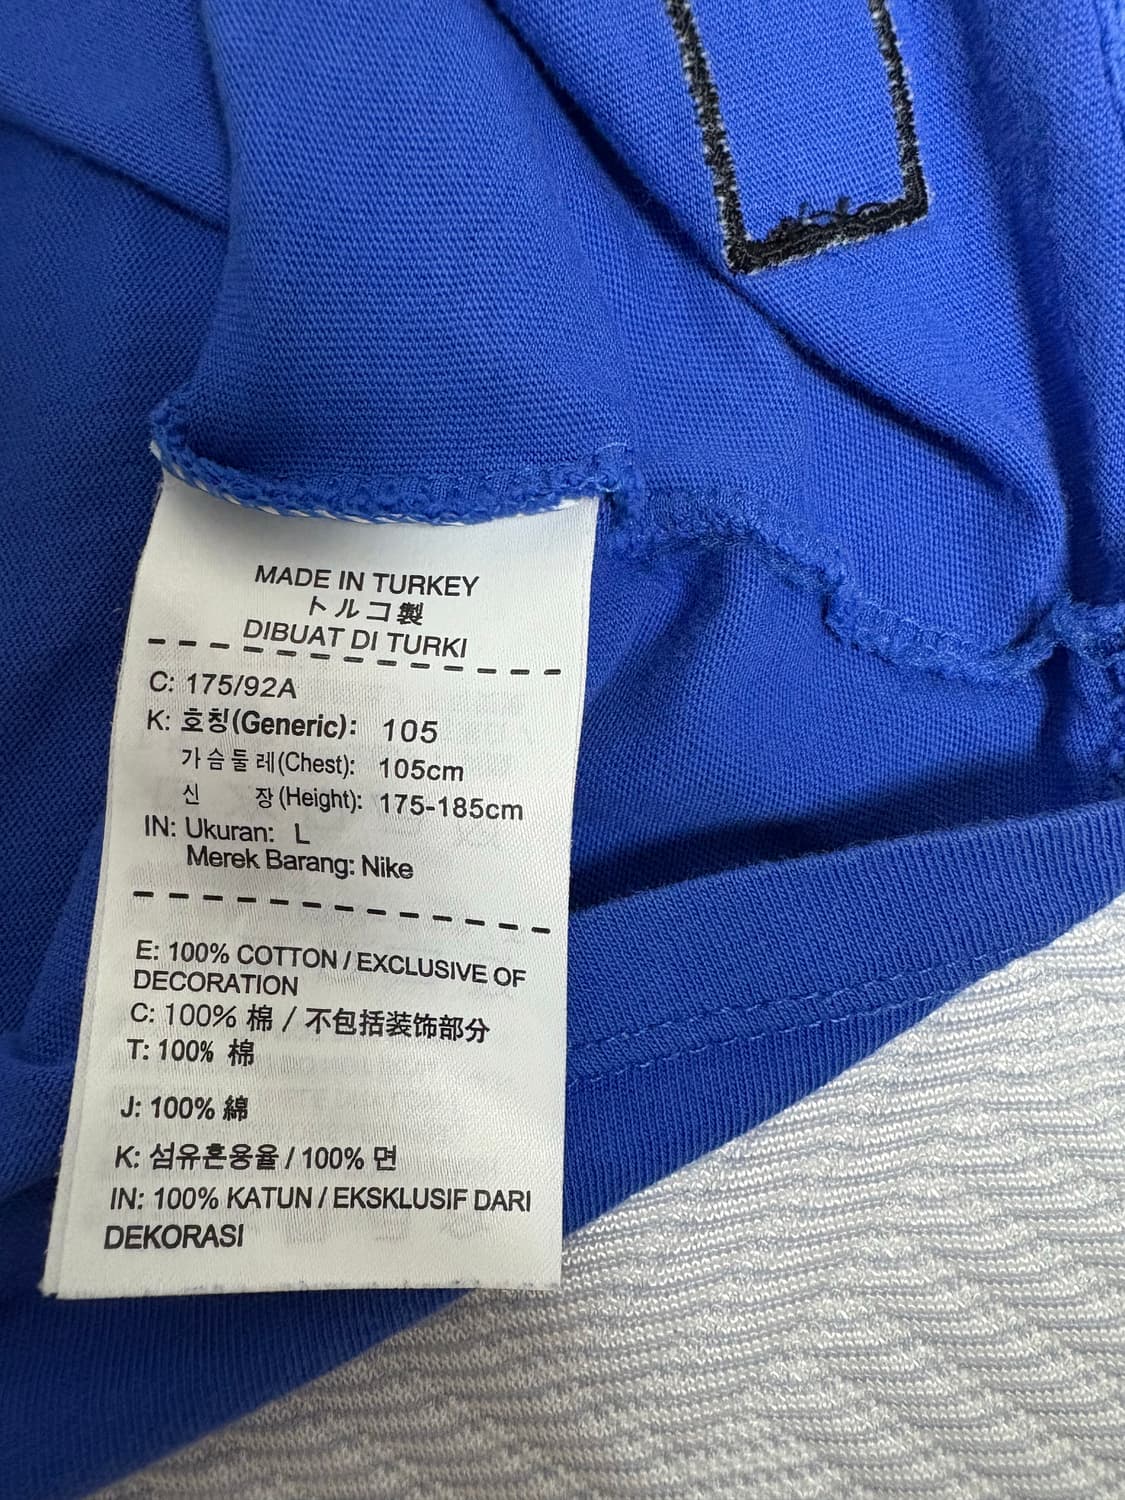 MADE IN TURKEY
トルコ製
DIBUAT DI TURKI
C: 175/92A
K: 호칭(Generic): 105
가슴둘레(Chest): 105cm
신 장(Height): 175-185cm
IN: Ukuran: L
Merek Barang: Nike
E: 100% COTTON / EXCLUSIVE OF
DECORATION
C: 100% 棉 / 不包括装饰部分
T: 100% 棉
J: 100% 綿
K: 섬유혼용율 / 100% 면
IN: 100% KATUN / EKSKLUSIF DARI
DEKORASI